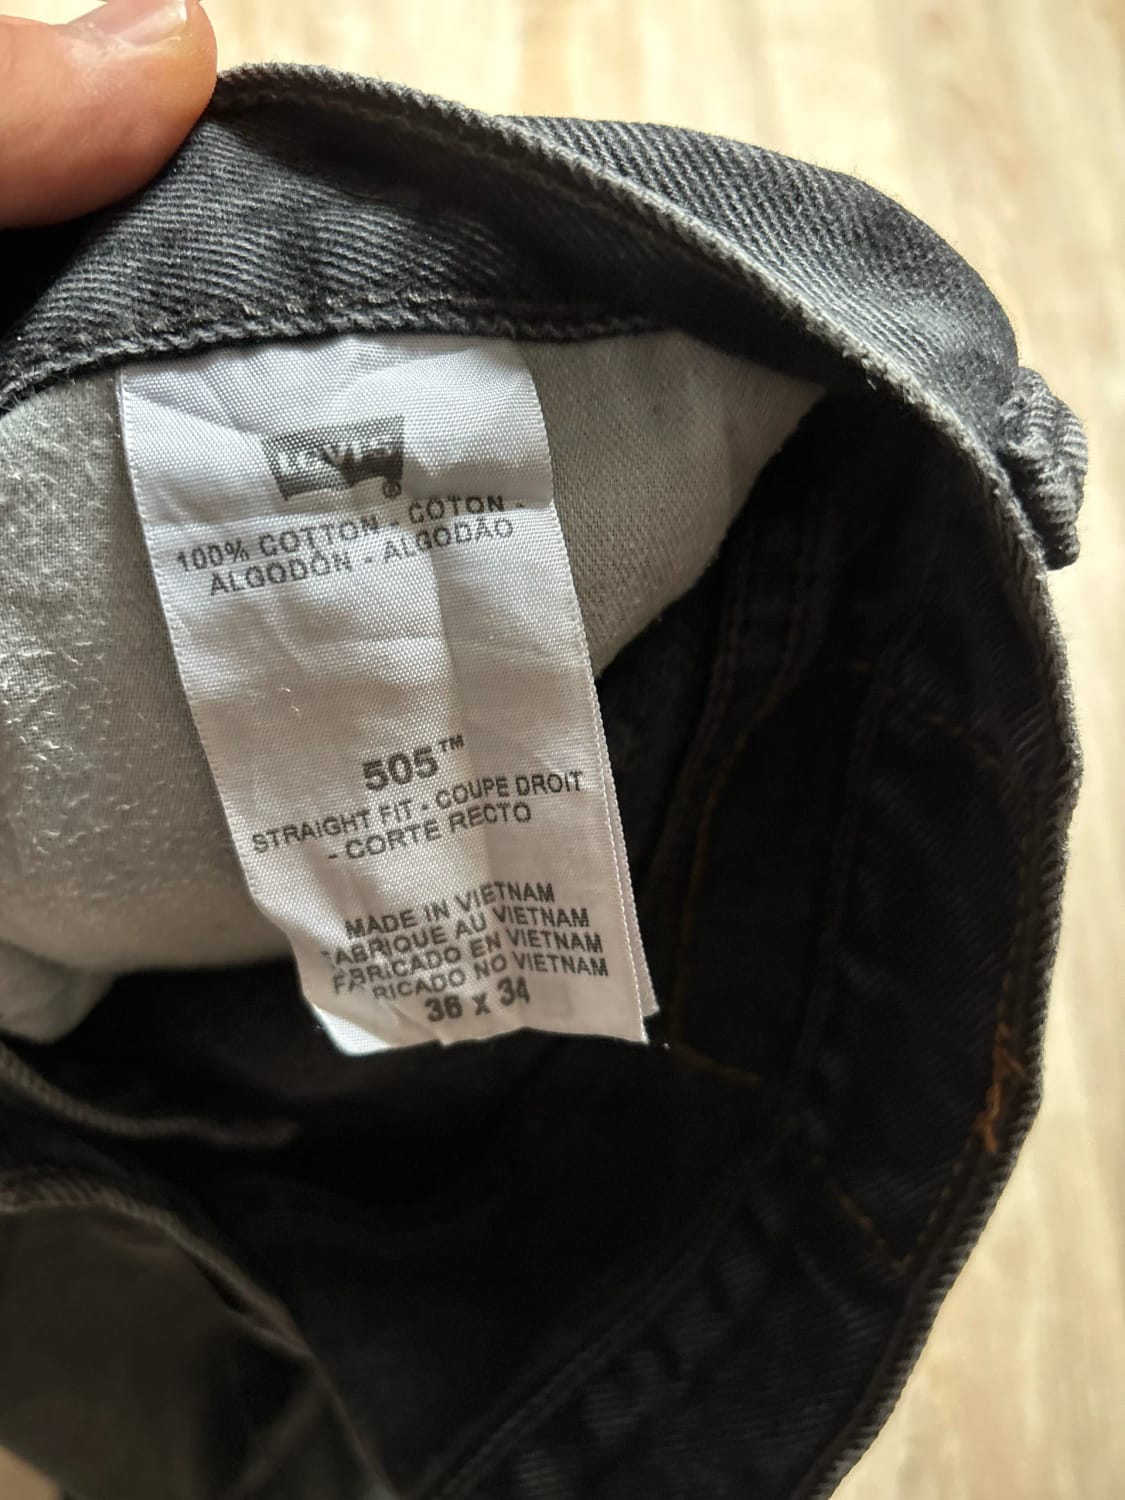 Levi's
®
100% COTTON - COTON -
ALGODÓN - ALGODÃO
505™
STRAIGHT FIT - COUPE DROIT
- CORTE RECTO
MADE IN VIETNAM
FABRIQUE AU VIETNAM
FABRICADO EN VIETNAM
RICADO NO VIETNAM
36 x 34